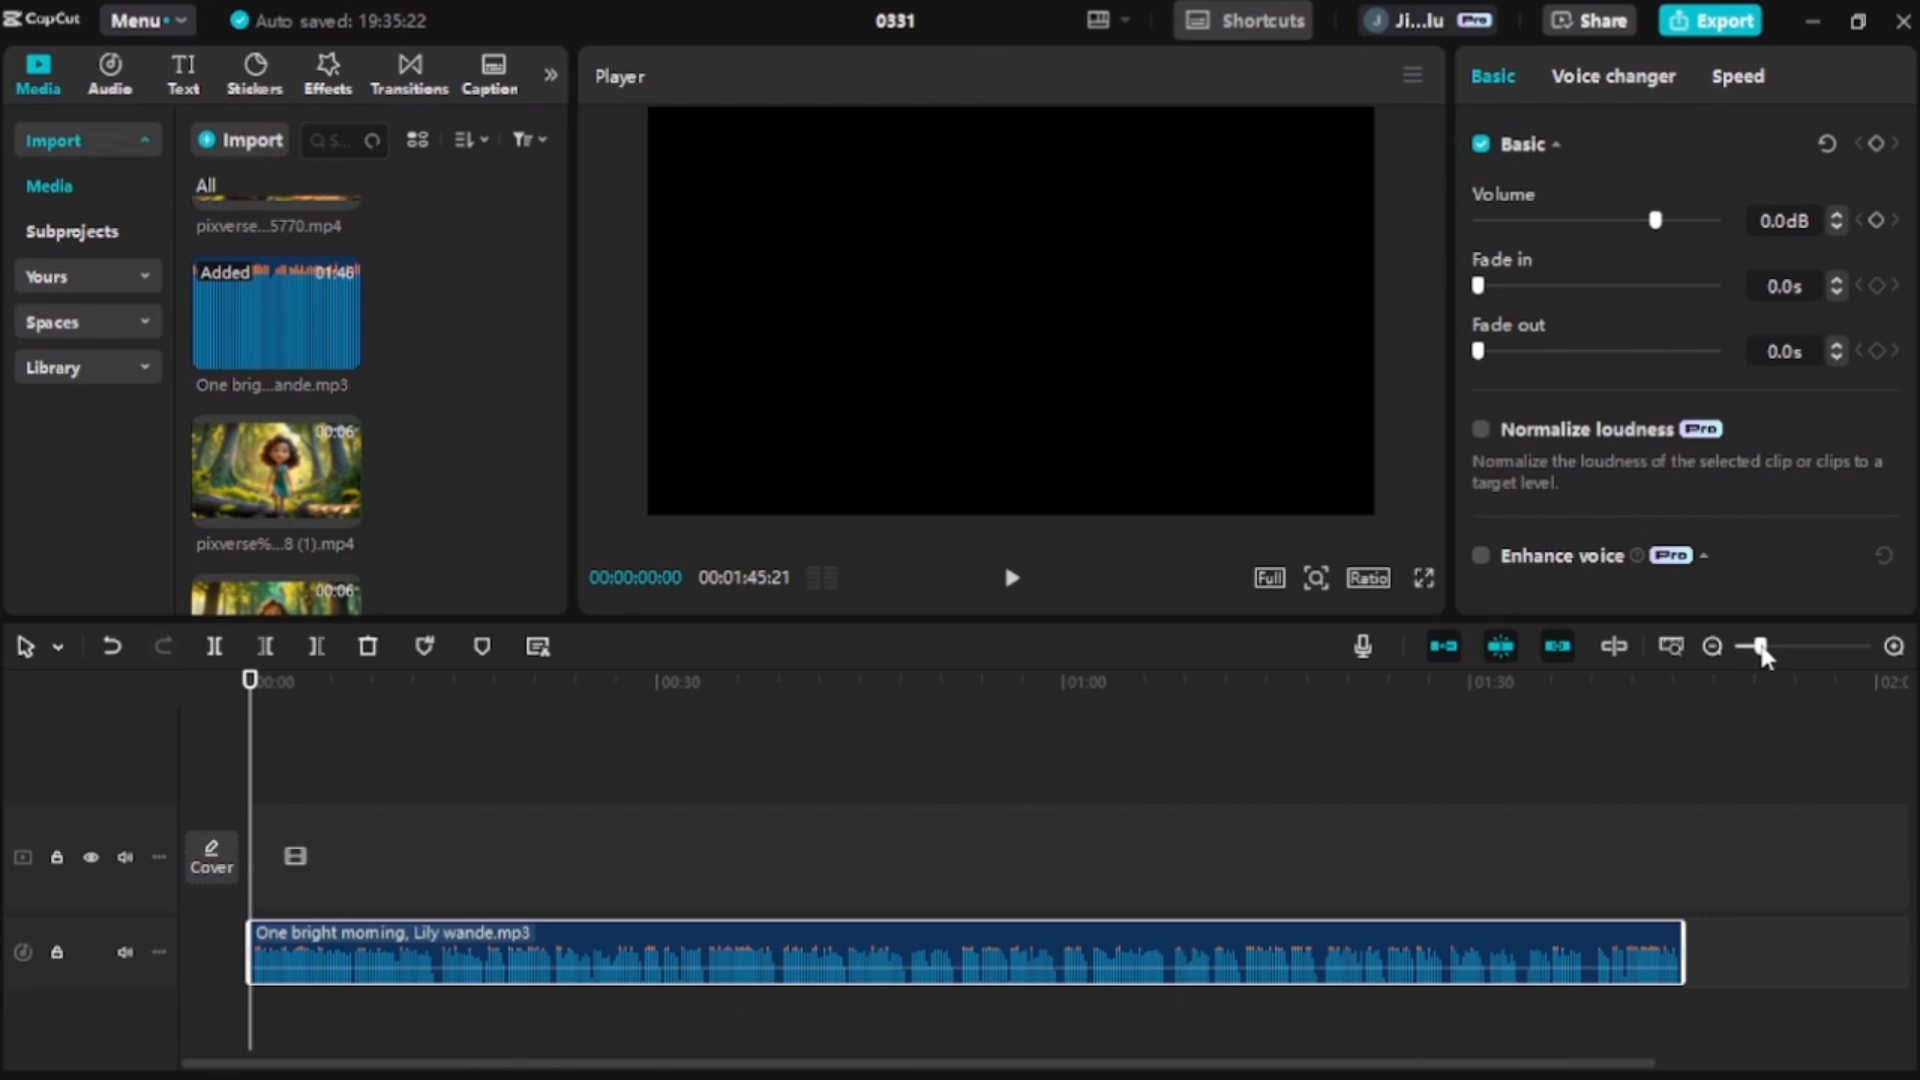 CapCut
Menu
Auto saved: 19:35:22
0331
Shortcuts
Ji...lu
Pro
Share
Export
Media
Audio
TI
Text
Stickers
Effects
Transitions
Caption
Player
Basic
Voice changer
Speed
Import
Media
Subprojects
Yours
Spaces
Library
Import
S...
All
pixverse...5770.mp4
Added
01:46
One brig...ande.mp3
00:06
pixverse%...8 (1).mp4
00:06
00:00:00:00
00:01:45:21
Full
Ratio
Basic
Volume
0.0dB
Fade in
0.0s
Fade out
0.0s
Normalize loudness Pro
Normalize the loudness of the selected clip or clips to a
target level.
Enhance voice
Pro
00:00
00:30
01:00
01:30
Cover
One bright morning, Lily wande.mp3